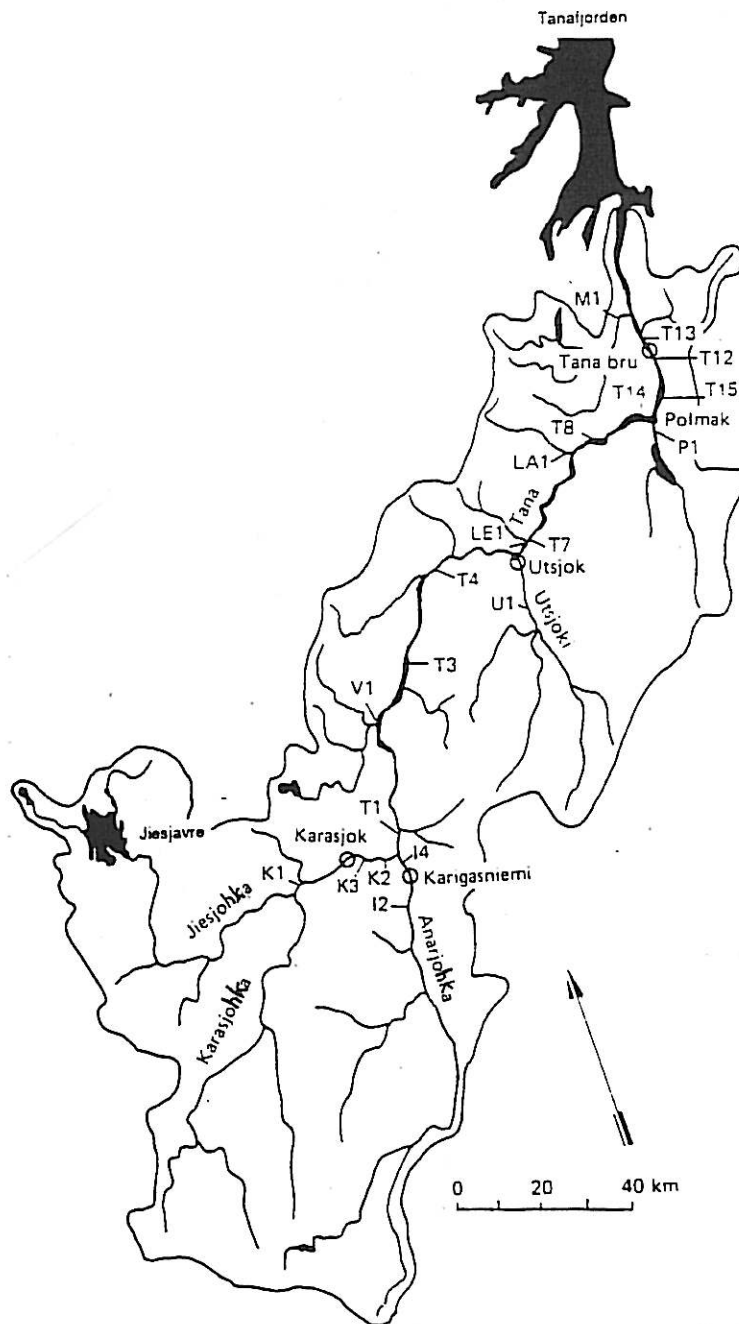 Tanafjorden
M1
T13
Tana bru
T12
T14
T15
Polmak
T8
P1
LA1
Tana
LE1
T7
Utsjok
T4
U1
Utsjoki
T3
V1
T1
Jiesjavre
Karasjok
I4
K1
K3
K2
Karigasniemi
I2
Jiesjohka
Anarjohka
Karasjohka
0 20 40 km